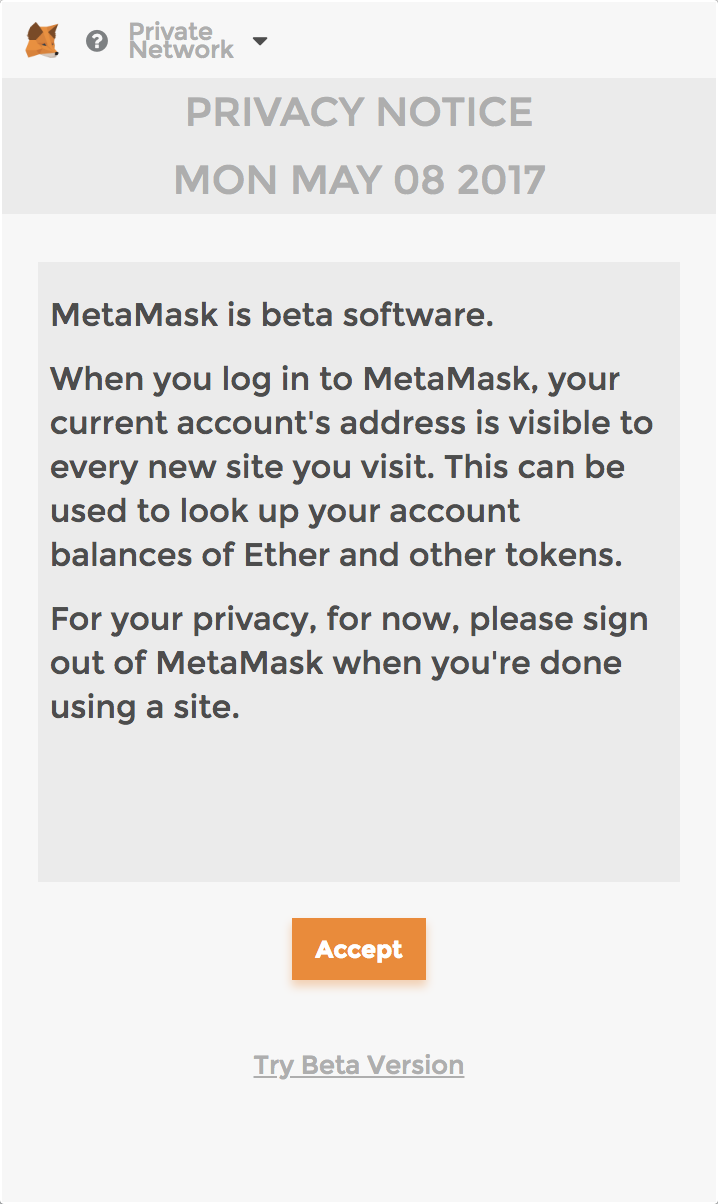 Private
Network
PRIVACY NOTICE
MON MAY 08 2017
MetaMask is beta software.
When you log in to MetaMask, your
current account's address is visible to
every new site you visit. This can be
used to look up your account
balances of Ether and other tokens.
For your privacy, for now, please sign
out of MetaMask when you're done
using a site.
Accept
Try Beta Version